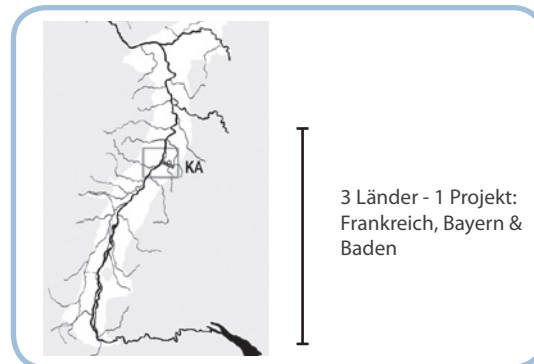 KA
3 Länder - 1 Projekt:
Frankreich, Bayern &
Baden